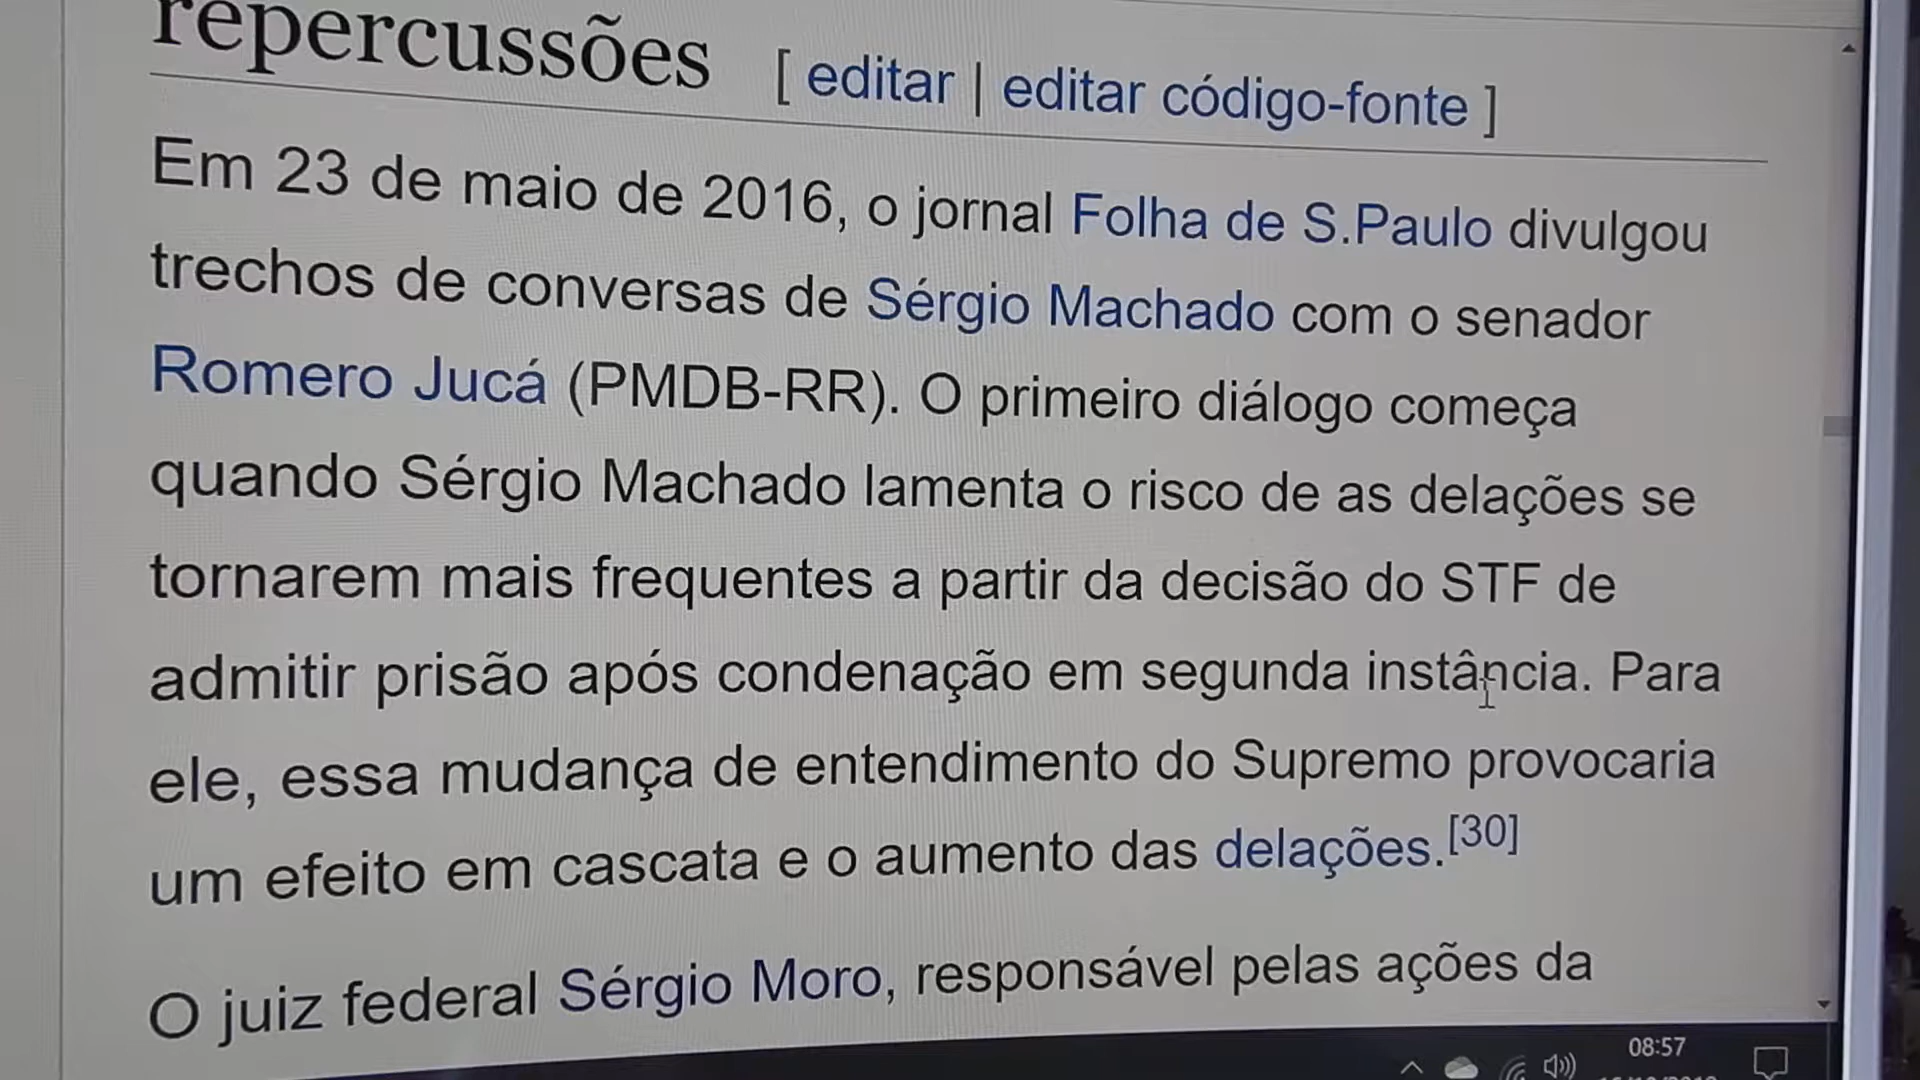 repercussões [ editar | editar código-fonte ]
Em 23 de maio de 2016, o jornal Folha de S.Paulo divulgou
trechos de conversas de Sérgio Machado com o senador
Romero Jucá (PMDB-RR). O primeiro diálogo começa
quando Sérgio Machado lamenta o risco de as delações se
tornarem mais frequentes a partir da decisão do STF de
admitir prisão após condenação em segunda instância. Para
ele, essa mudança de entendimento do Supremo provocaria
um efeito em cascata e o aumento das delações.[30]
O juiz federal Sérgio Moro, responsável pelas ações da
08:57